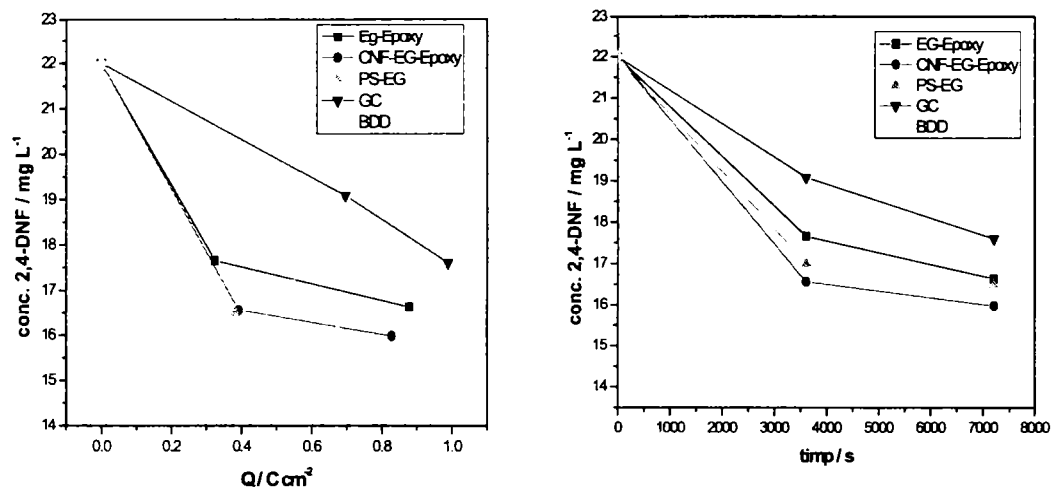 23
22
21
20
19
18
17
16
15
14
conc. 2,4-DNF / mg L-1
0.0 0.2 0.4 0.6 0.8 1.0
Q/ C cm-2
Eg-Epoxy
CNF-EG-Epoxy
PS-EG
GC
BDD
23
22
21
20
19
18
17
16
15
14
conc. 2,4-DNF / mg L-1
0 1000 2000 3000 4000 5000 6000 7000 8000
timp / s
EG-Epoxy
CNF-EG-Epoxy
PS-EG
GC
BDD